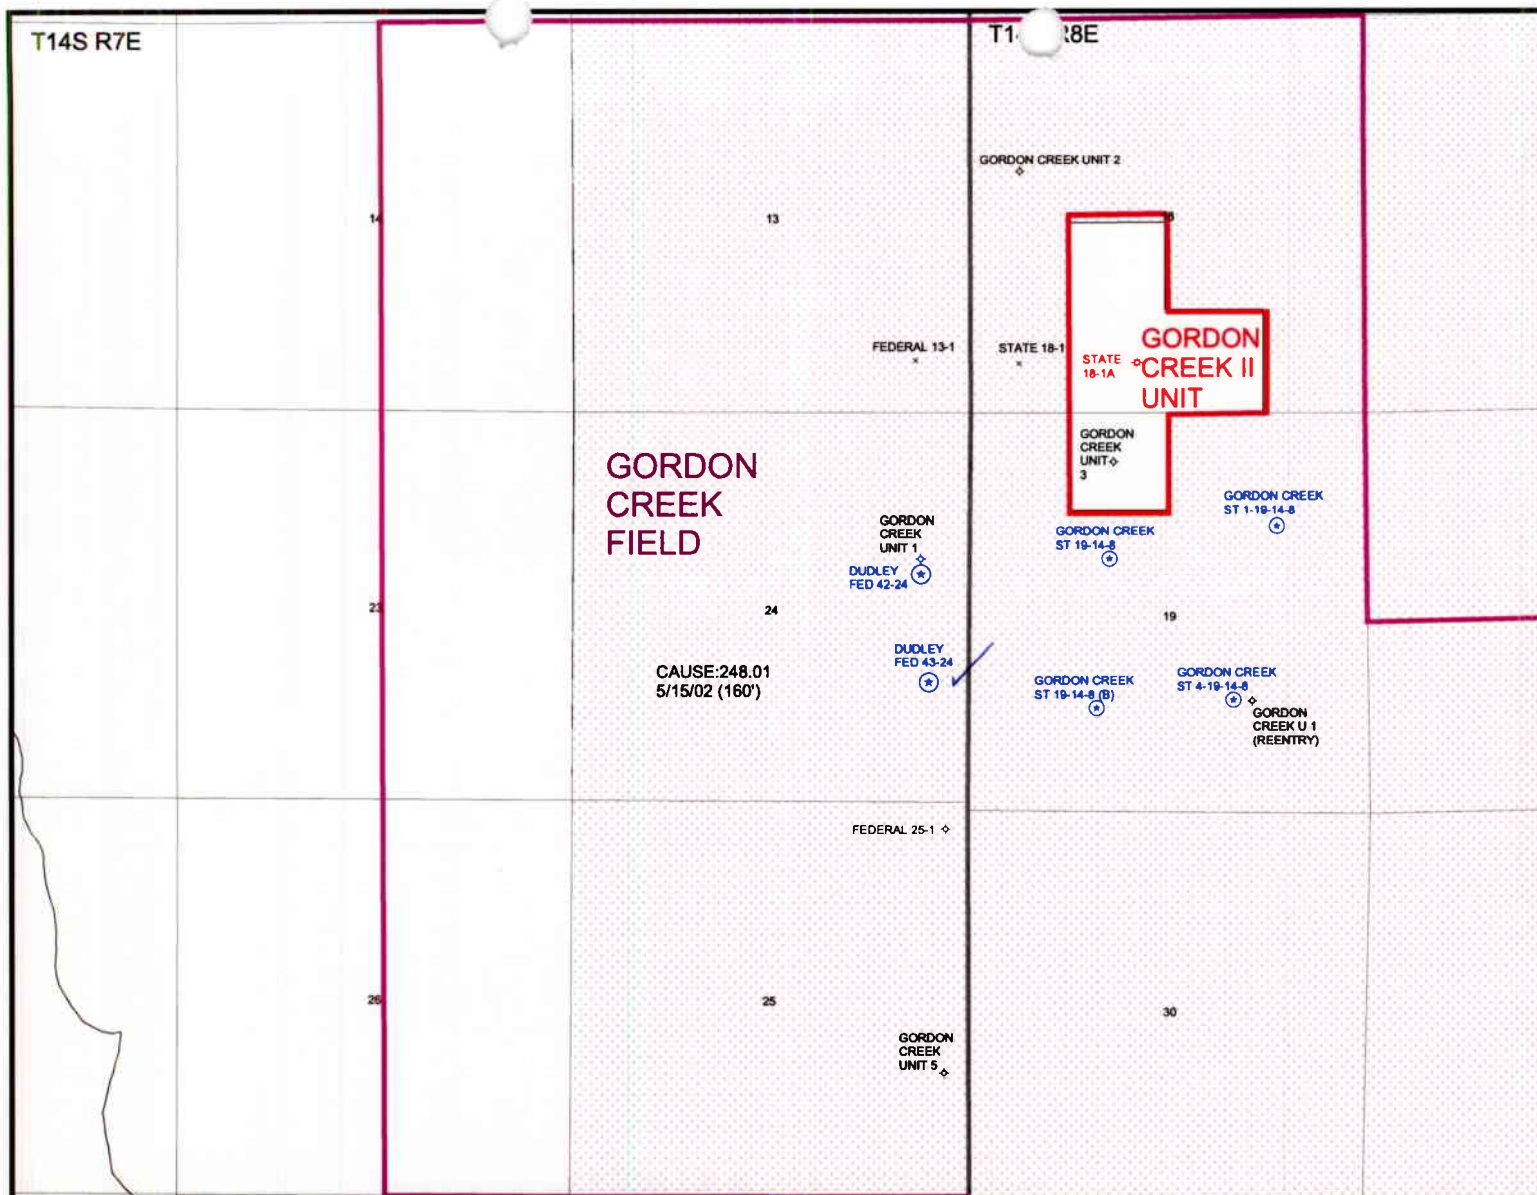 T14S R7E
R8E
GORDON CREEK UNIT 2
14
13
18
FEDERAL 13-1
STATE 18-1
STATE
18-1A
GORDON
CREEK II
UNIT
GORDON
CREEK
UNIT
3
GORDON
CREEK
FIELD
GORDON CREEK
ST 1-19-14-8
GORDON
CREEK
UNIT 1
GORDON CREEK
ST 19-14-8
DUDLEY
FED 42-24
23
24
19
DUDLEY
FED 43-24
CAUSE:248.01
5/15/02 (160')
GORDON CREEK
ST 19-14-8 (B)
GORDON CREEK
ST 4-19-14-8
GORDON
CREEK U 1
(REENTRY)
FEDERAL 25-1
26
25
30
GORDON
CREEK
UNIT 5